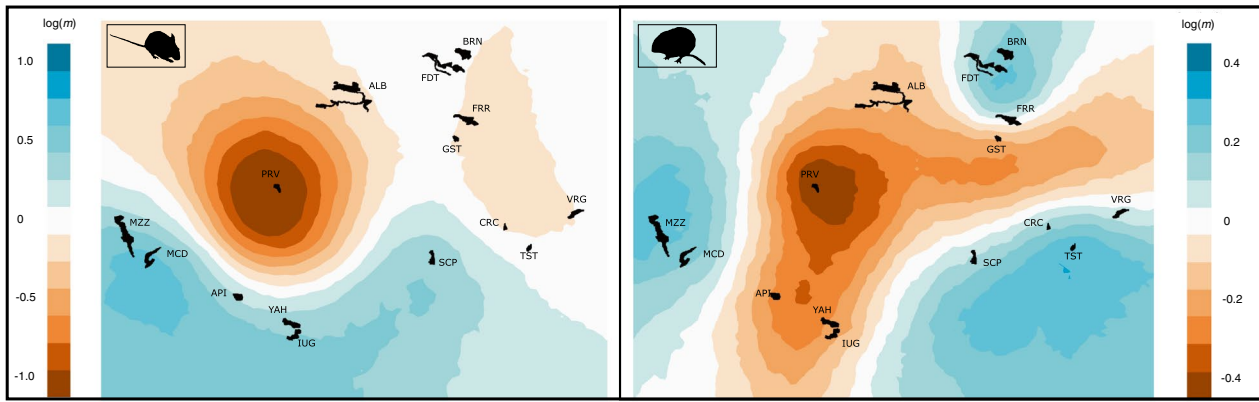 log(m)
1.0
0.5
0
-0.5
-1.0
BRN
FDT
ALB
FRR
GST
PRV
MZZ
MCD
CRC
VRG
TST
SCP
API
YAH
IUG
log(m)
0.4
0.2
0
-0.2
-0.4
BRN
FDT
ALB
FRR
GST
PRV
MZZ
MCD
CRC
VRG
TST
SCP
API
YAH
IUG